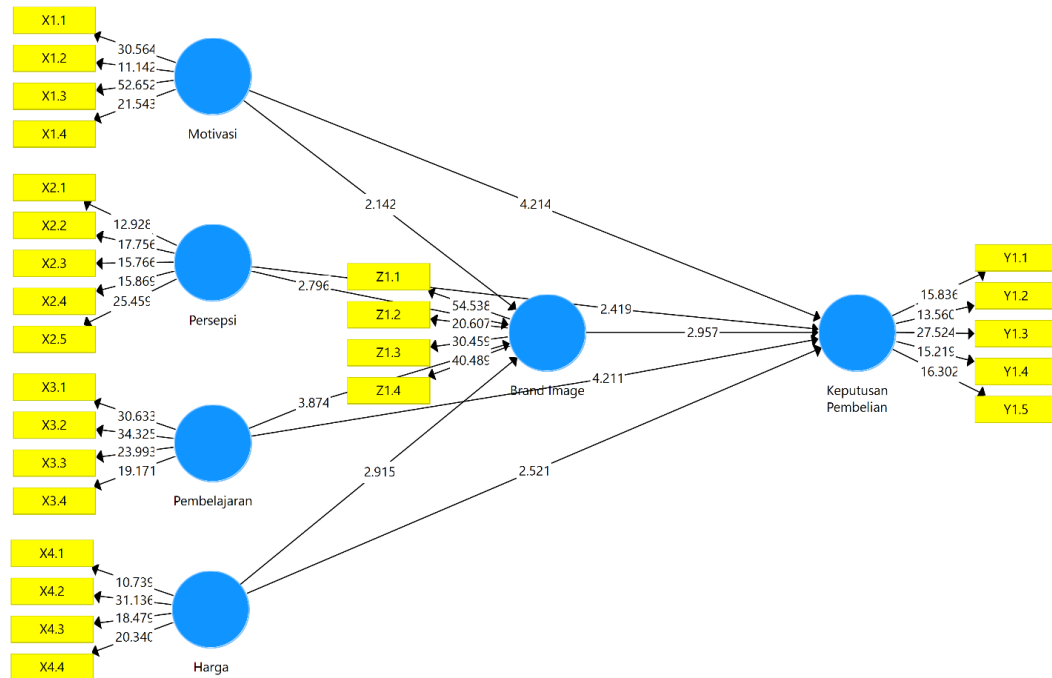 X1.1
30.564
X1.2
11.142
X1.3
52.652
X1.4
21.543
Motivasi
X2.1
12.928
X2.2
17.756
X2.3
15.766
X2.4
15.869
X2.5
25.459
Persepsi
X3.1
30.633
X3.2
34.325
X3.3
23.993
X3.4
19.171
Pembelajaran
X4.1
10.739
X4.2
31.136
X4.3
18.479
X4.4
20.340
Harga
2.142
4.214
2.796
2.419
3.874
4.211
2.915
2.521
2.957
Z1.1
54.538
Z1.2
20.607
Z1.3
30.459
Z1.4
40.489
Brand Image
Keputusan
Pembelian
Y1.1
15.836
Y1.2
13.560
Y1.3
27.524
Y1.4
15.219
Y1.5
16.302